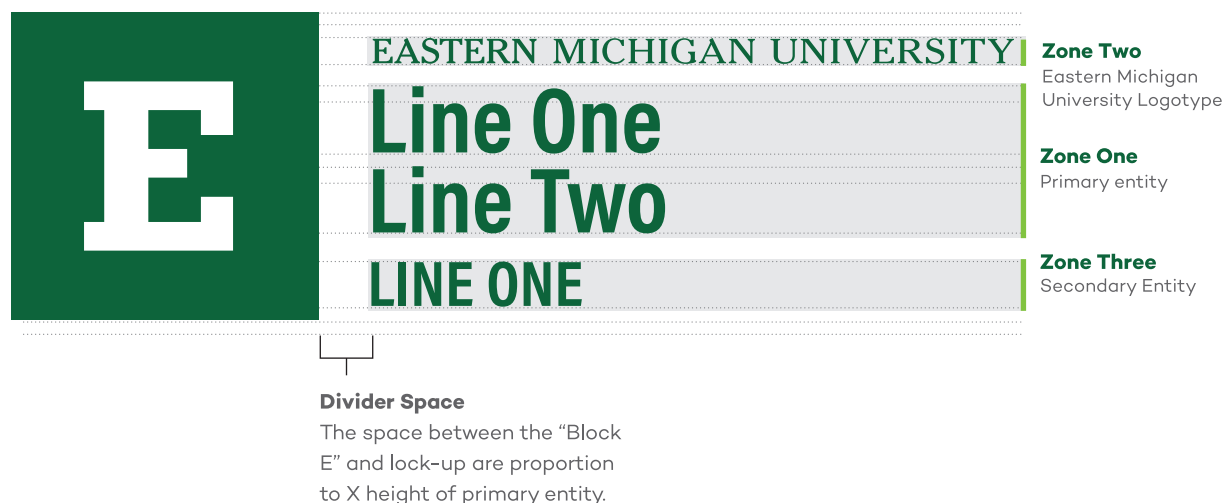 E
EASTERN MICHIGAN UNIVERSITY
Line One
Line Two
LINE ONE
Zone Two
Eastern Michigan
University Logotype
Zone One
Primary entity
Zone Three
Secondary Entity
Divider Space
The space between the “Block
E” and lock-up are proportion
to X height of primary entity.